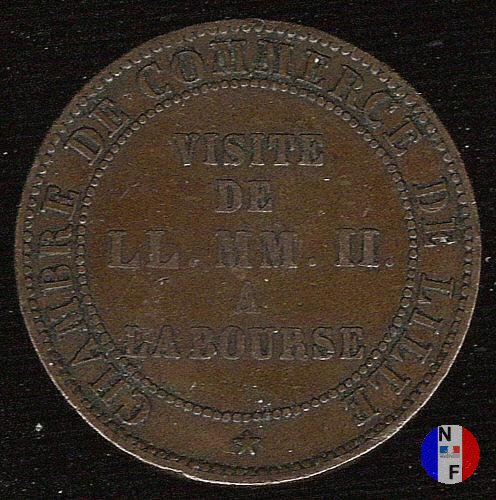 CHAMBRE DE COMMERCE DE LILLE
VISITE
DE
LL. MM. II.
A
LA BOURSE
N
F